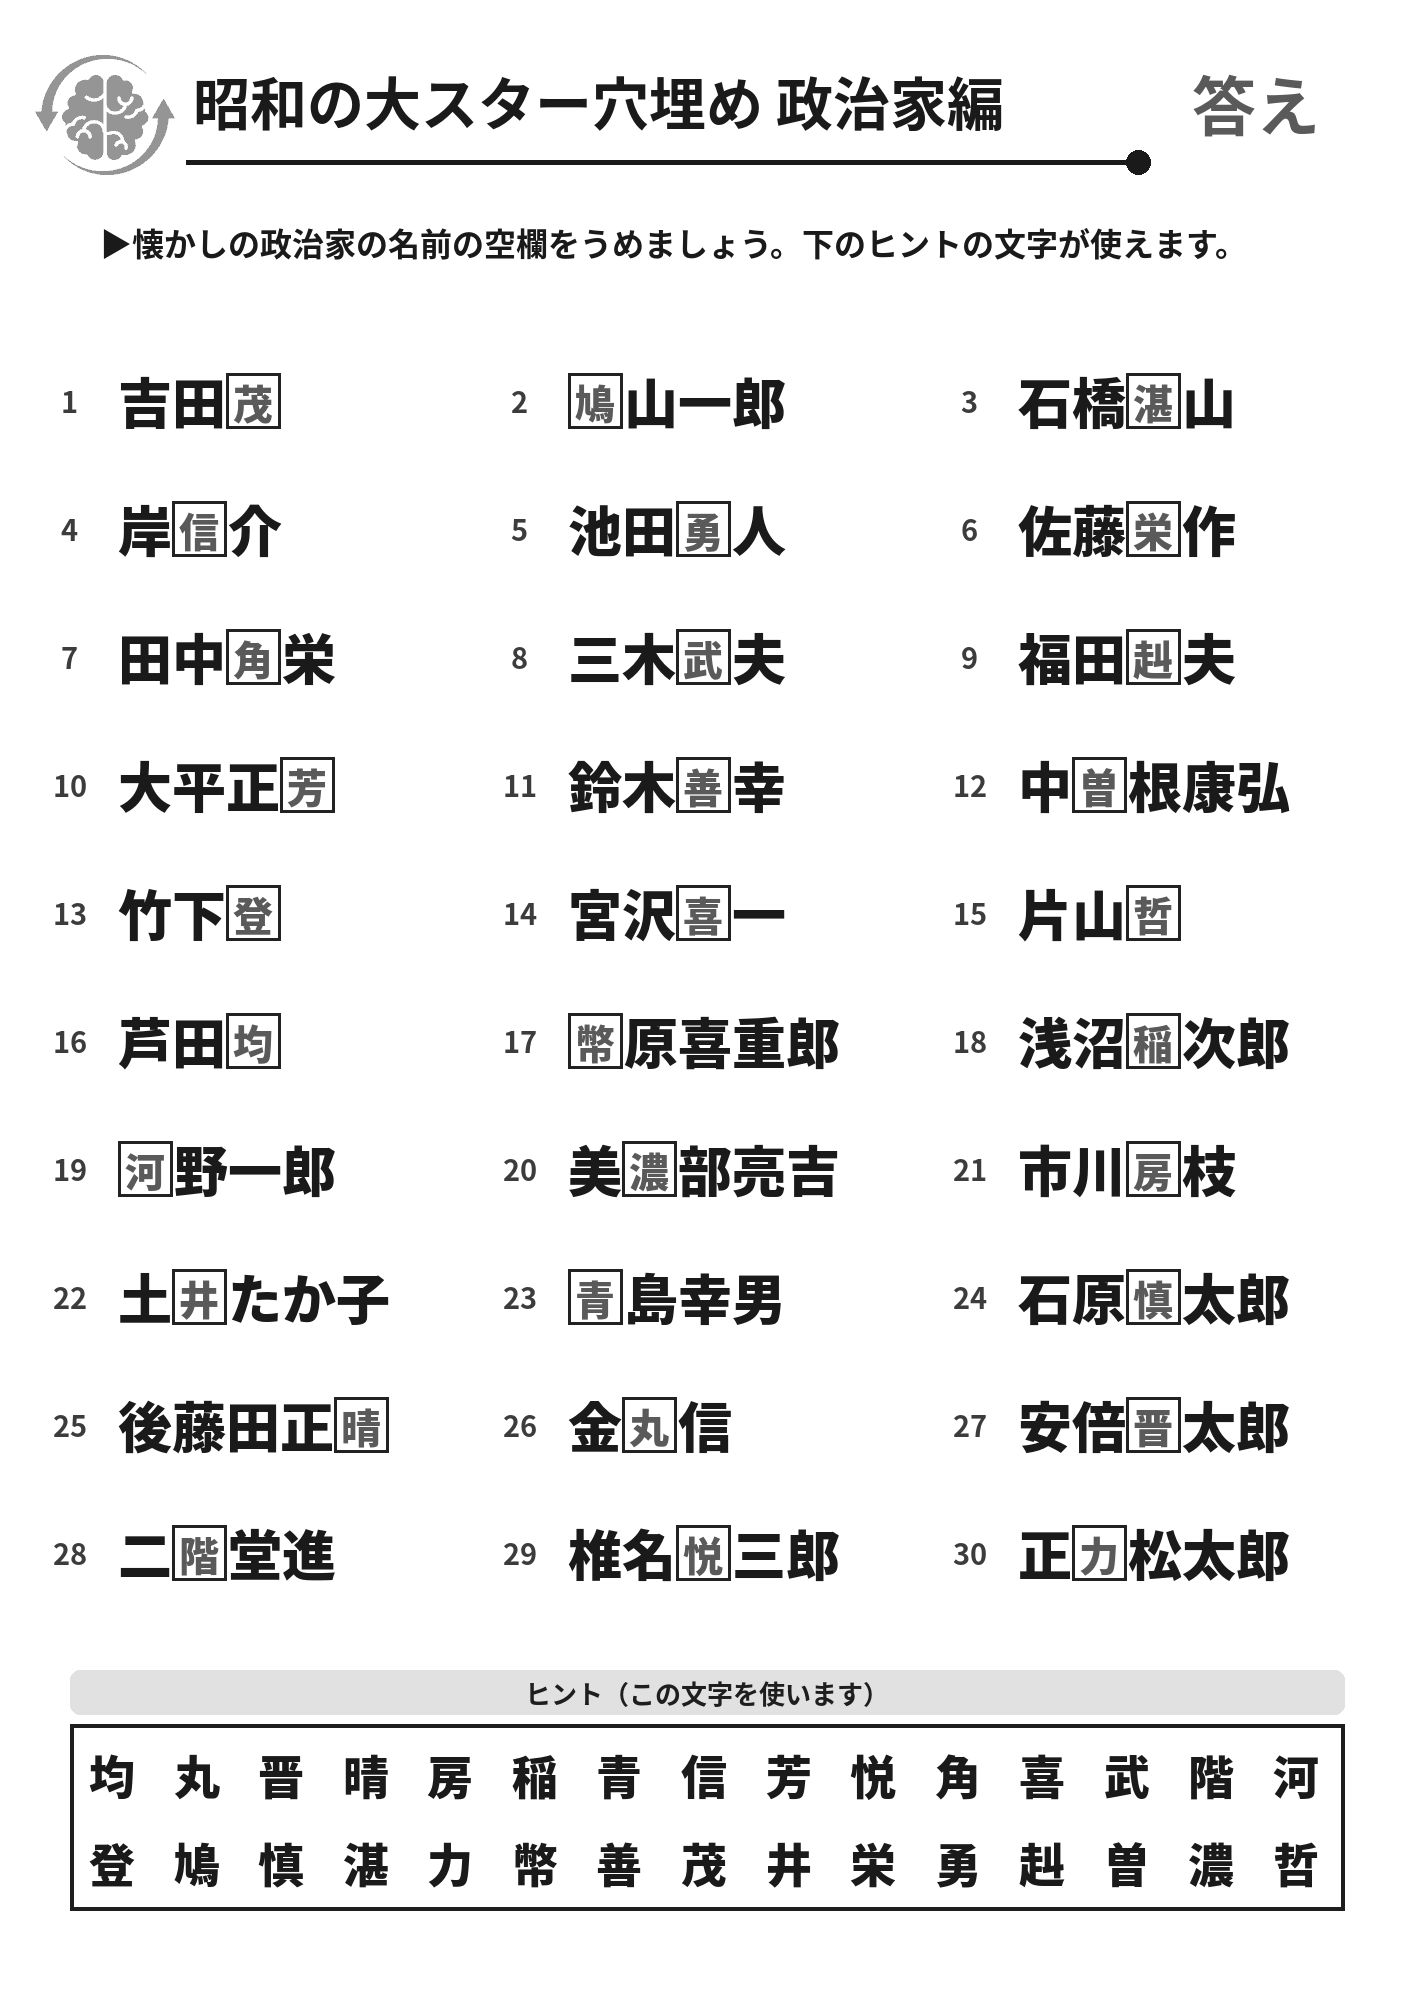 昭和の大スター穴埋め 政治家編 答え
▶懐かしの政治家の名前の空欄をうめましょう。下のヒントの文字が使えます。
1 吉田茂 2 鳩山一郎 3 石橋湛山
4 岸信介 5 池田勇人 6 佐藤栄作
7 田中角栄 8 三木武夫 9 福田赳夫
10 大平正芳 11 鈴木善幸 12 中曽根康弘
13 竹下登 14 宮沢喜一 15 片山哲
16 芦田均 17 幣原喜重郎 18 浅沼稲次郎
19 河野一郎 20 美濃部亮吉 21 市川房枝
22 土井たか子 23 青島幸男 24 石原慎太郎
25 後藤田正晴 26 金丸信 27 安倍晋太郎
28 二階堂進 29 椎名悦三郎 30 正力松太郎
ヒント（この文字を使います）
均 丸 晋 晴 房 稲 青 信 芳 悦 角 喜 武 階 河
登 鳩 慎 湛 力 幣 善 茂 井 栄 勇 赳 曽 濃 哲